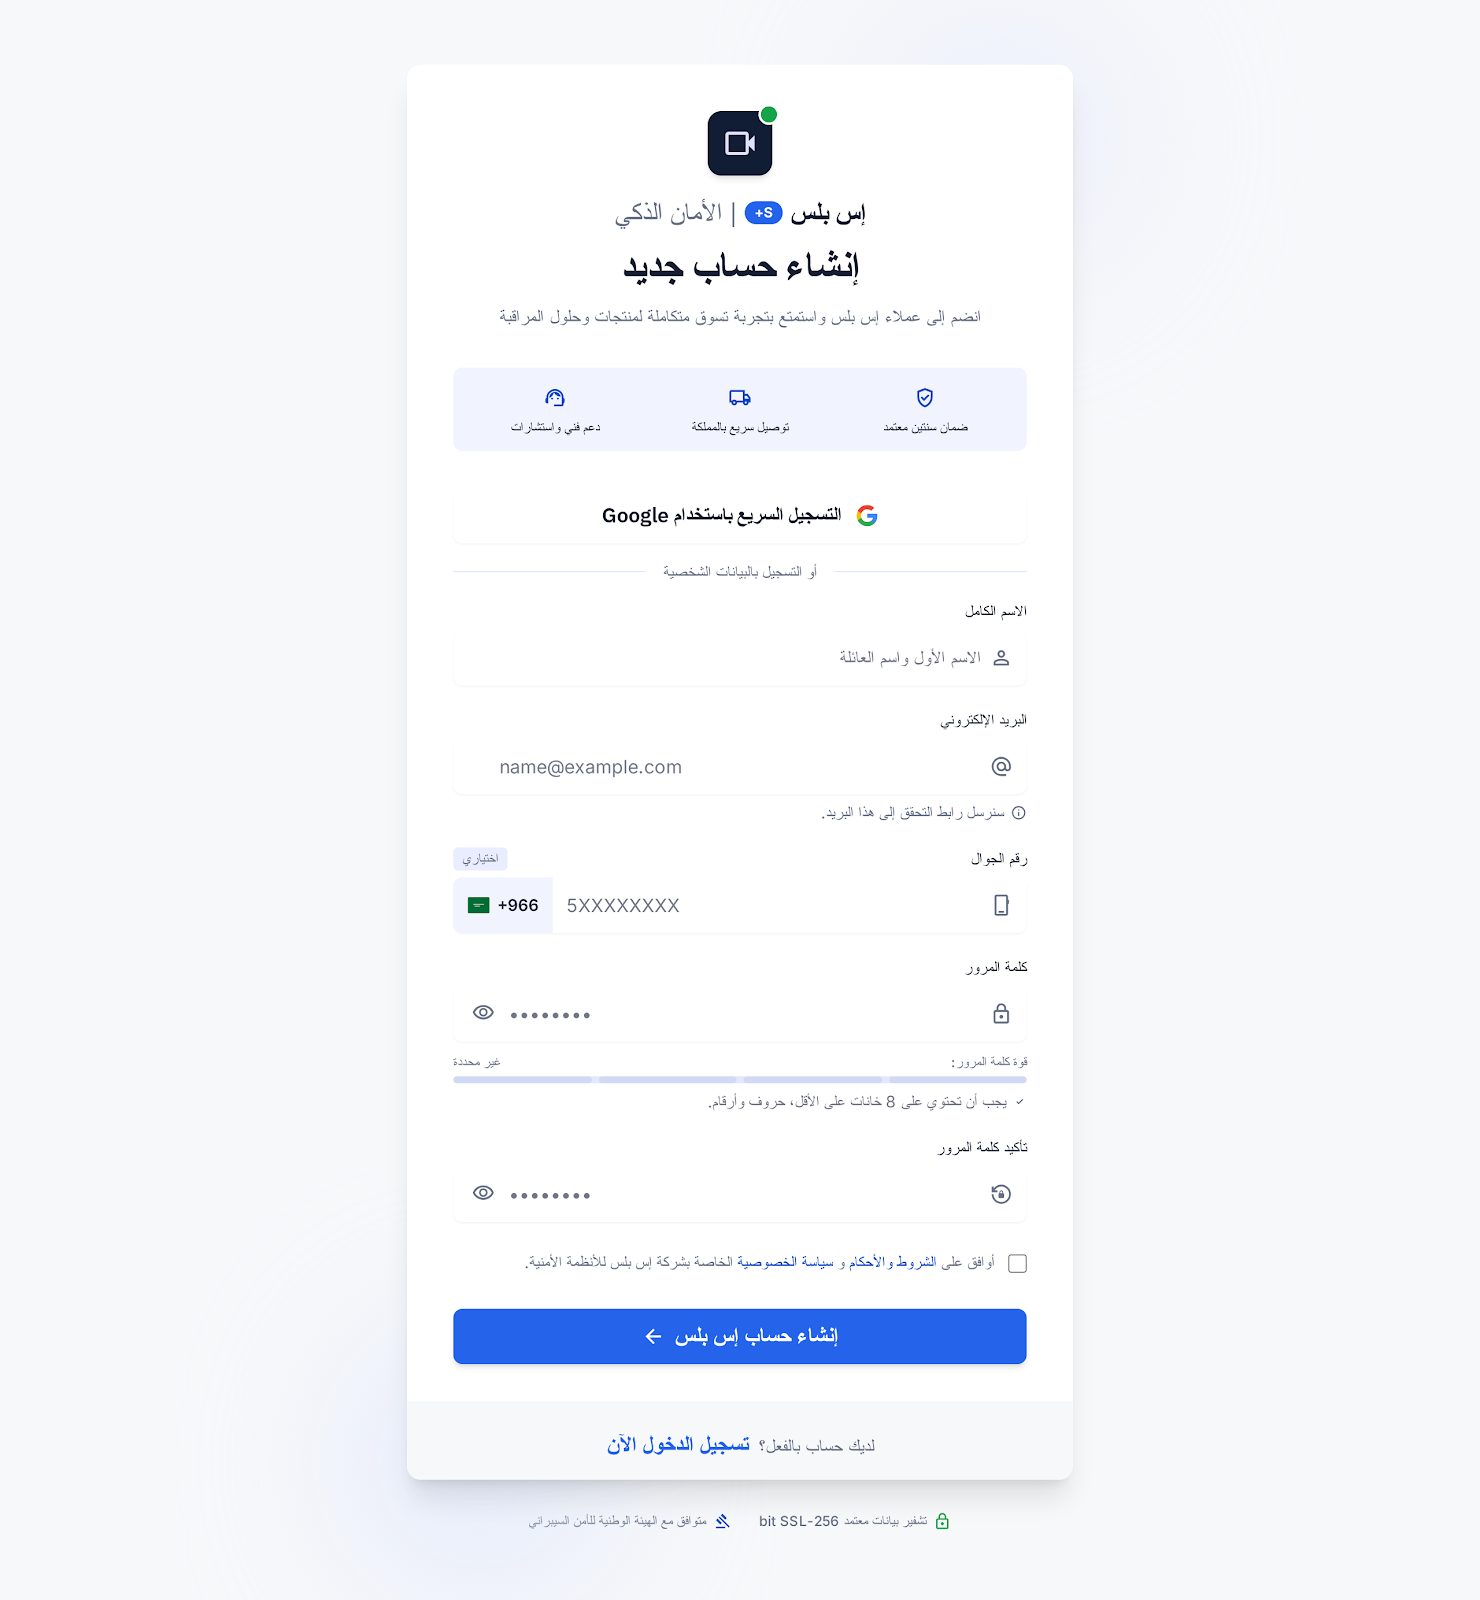 إس بلس S+ | الأمان الذكي
إنشاء حساب جديد
انضم إلى عملاء إس بلس واستمتع بتجربة تسوق متكاملة لمنتجات وحلول المراقبة
ضمان سنتين معتمد
توصيل سريع بالمملكة
دعم فني واستشارات
التسجيل السريع باستخدام Google
أو التسجيل بالبيانات الشخصية
الاسم الكامل
الاسم الأول واسم العائلة
البريد الإلكتروني
name@example.com
سنرسل رابط التحقق إلى هذا البريد.
رقم الجوال
اختياري
+966
5XXXXXXXX
كلمة المرور
••••••••
قوة كلمة المرور:
غير محددة
يجب أن تحتوي على 8 خانات على الأقل، حروف وأرقام.
تأكيد كلمة المرور
••••••••
أوافق على الشروط والأحكام و سياسة الخصوصية الخاصة بشركة إس بلس للأنظمة الأمنية.
إنشاء حساب إس بلس
لديك حساب بالفعل؟ تسجيل الدخول الآن
تشفير بيانات معتمد 256-bit SSL
متوافق مع الهيئة الوطنية للأمن السيبراني